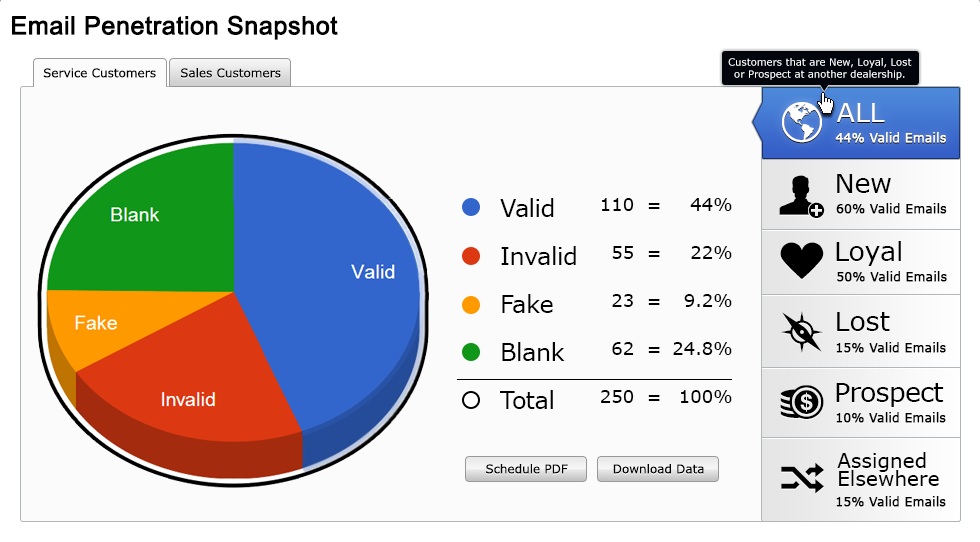 Email Penetration Snapshot
Service Customers
Sales Customers
Customers that are New, Loyal, Lost
or Prospect at another dealership.
Blank
Valid
Fake
Invalid
Valid 110 = 44%
Invalid 55 = 22%
Fake 23 = 9.2%
Blank 62 = 24.8%
Total 250 = 100%
Schedule PDF
Download Data
ALL
44% Valid Emails
New
60% Valid Emails
Loyal
50% Valid Emails
Lost
15% Valid Emails
$
Prospect
10% Valid Emails
Assigned
Elsewhere
15% Valid Emails